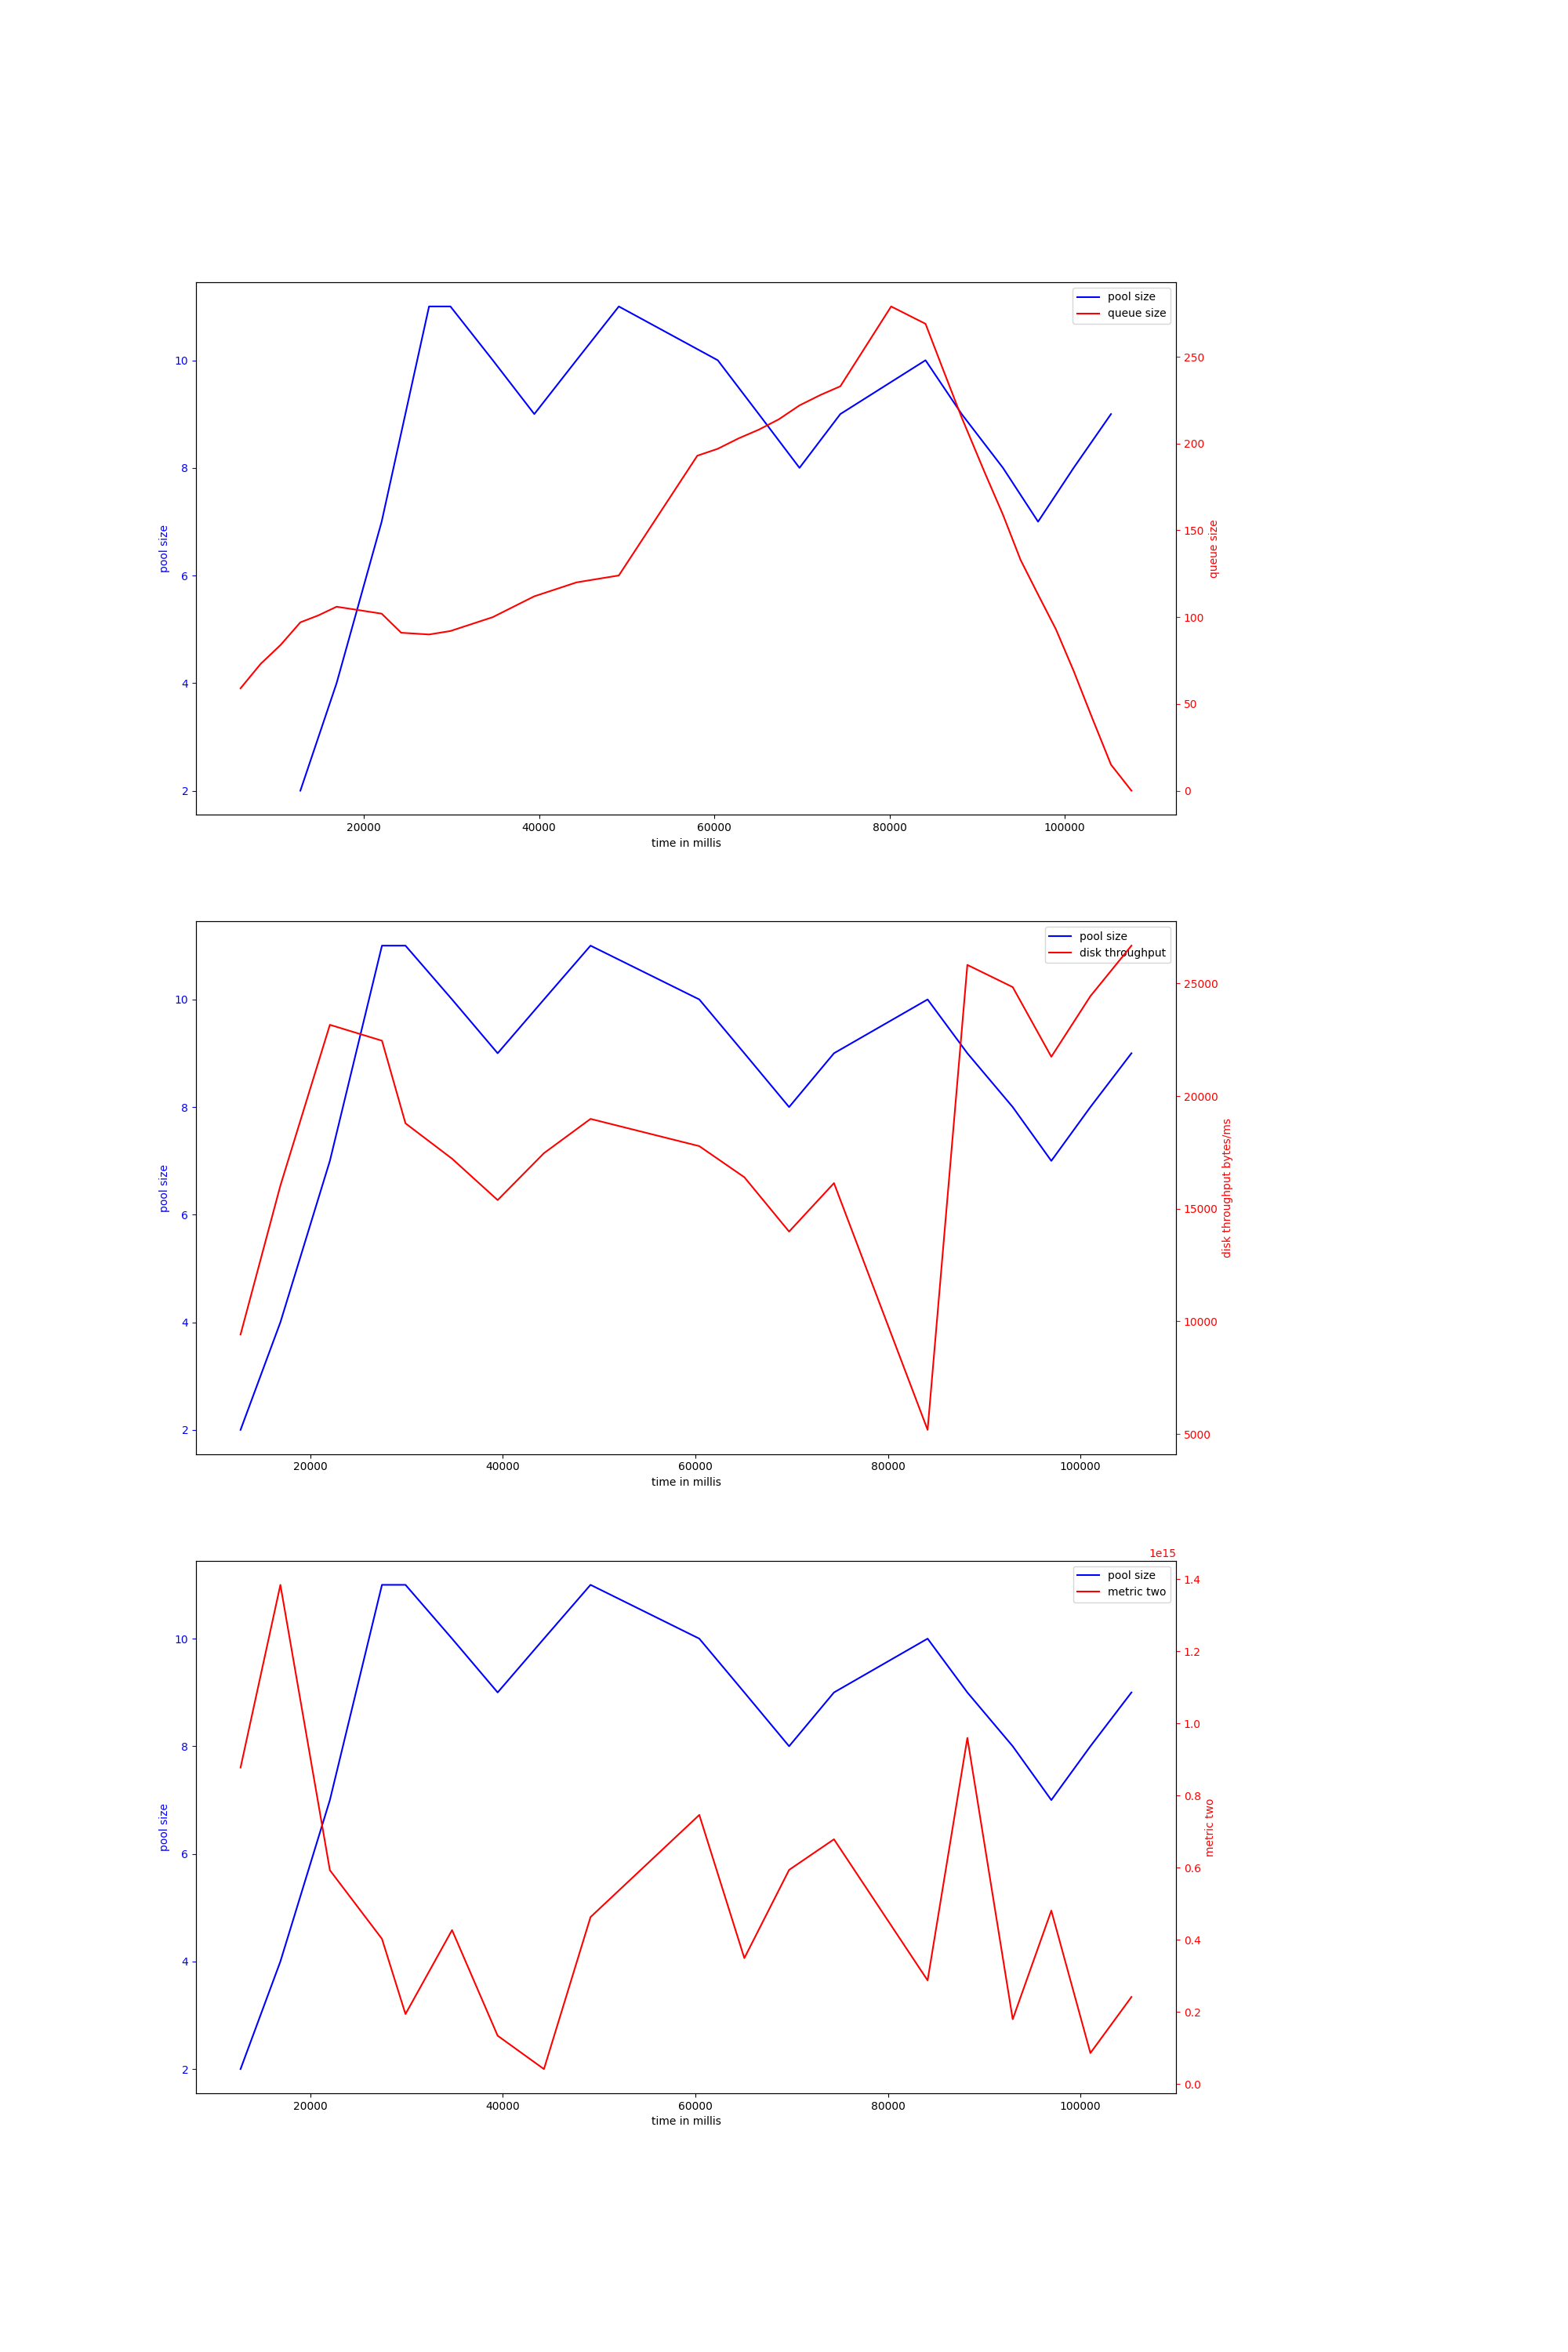 pool size
queue size
10
8
6
4
2
pool size
250
200
150
100
50
0
queue size
20000 40000 60000 80000 100000
time in millis
pool size
disk throughput
10
8
6
4
2
pool size
25000
20000
15000
10000
5000
disk throughput bytes/ms
20000 40000 60000 80000 100000
time in millis
1e15
pool size
metric two
10
8
6
4
2
pool size
1.4
1.2
1.0
0.8
0.6
0.4
0.2
0.0
metric two
20000 40000 60000 80000 100000
time in millis